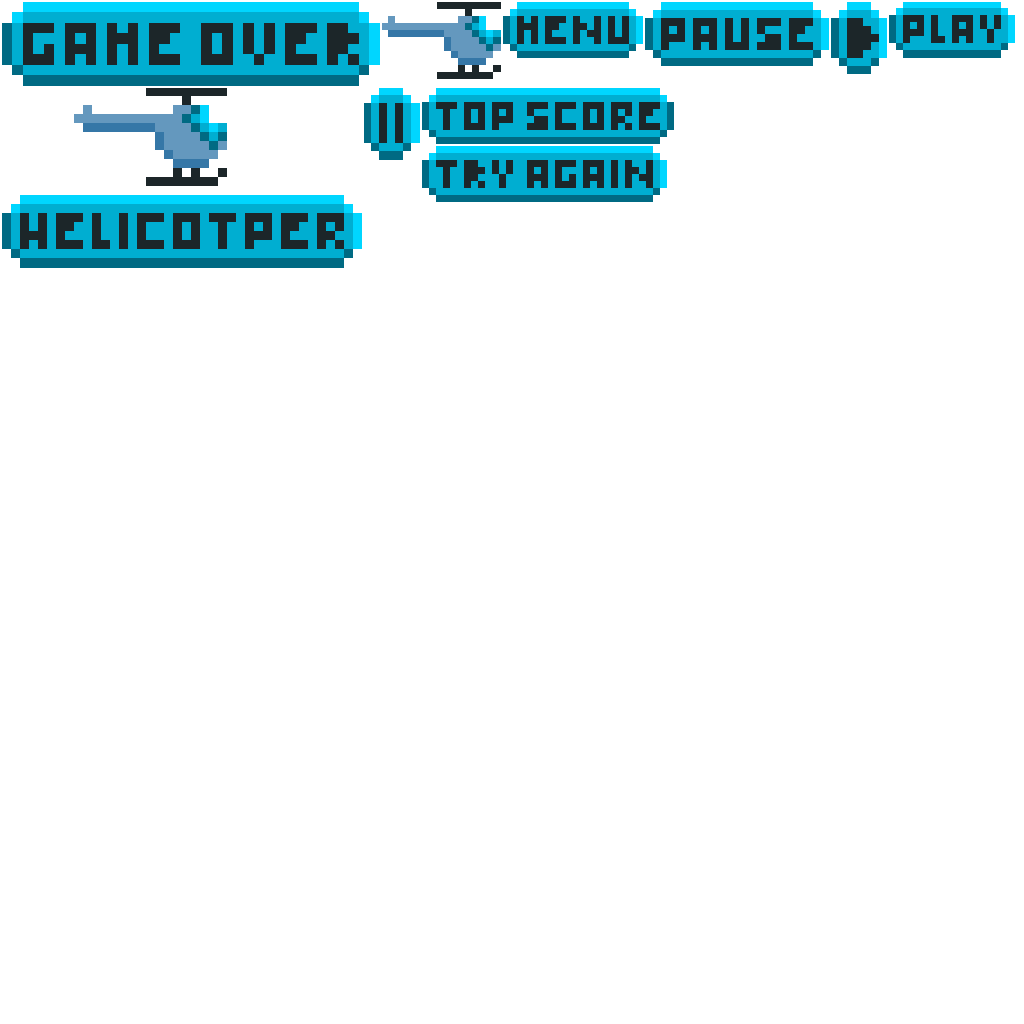 GAME OVER
MENU
PAUSE
PLAY
TOP SCORE
TRY AGAIN
HELICOTPER